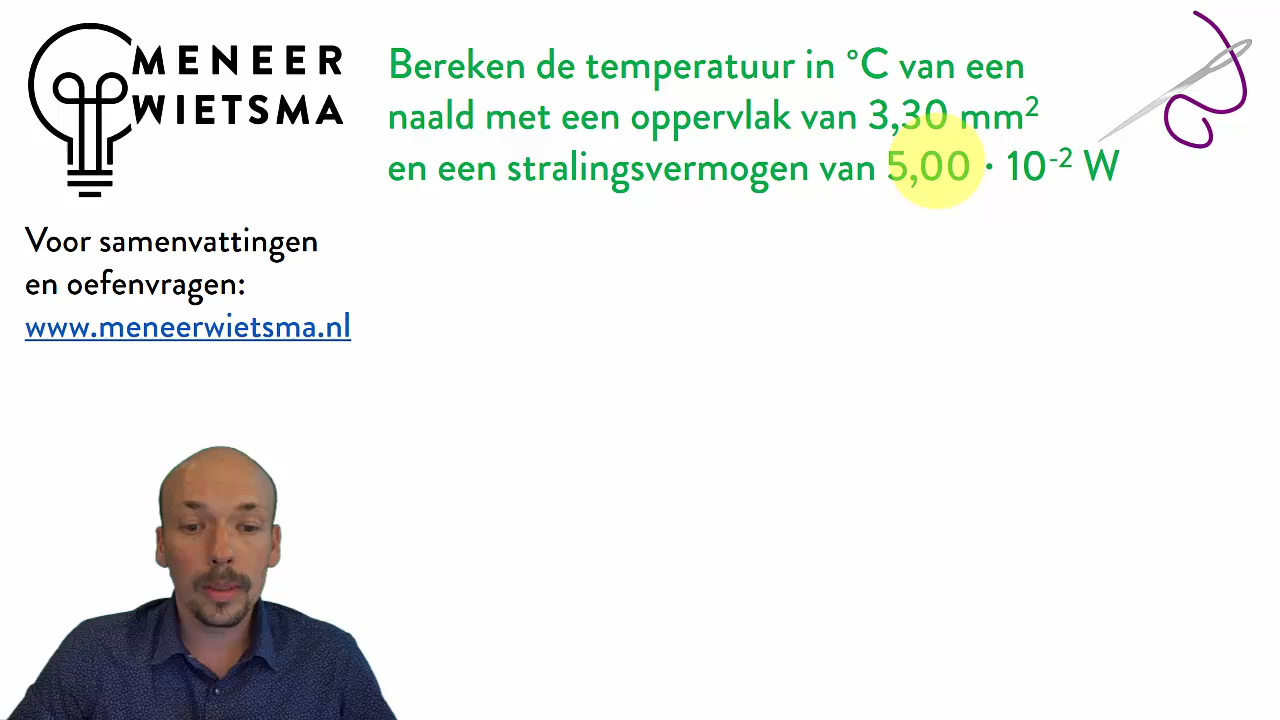 MENEER
WIETSMA
Bereken de temperatuur in °C van een
naald met een oppervlak van 3,30 mm²
en een stralingsvermogen van 5,00 · 10⁻² W
Voor samenvattingen
en oefenvragen:
www.meneerwietsma.nl